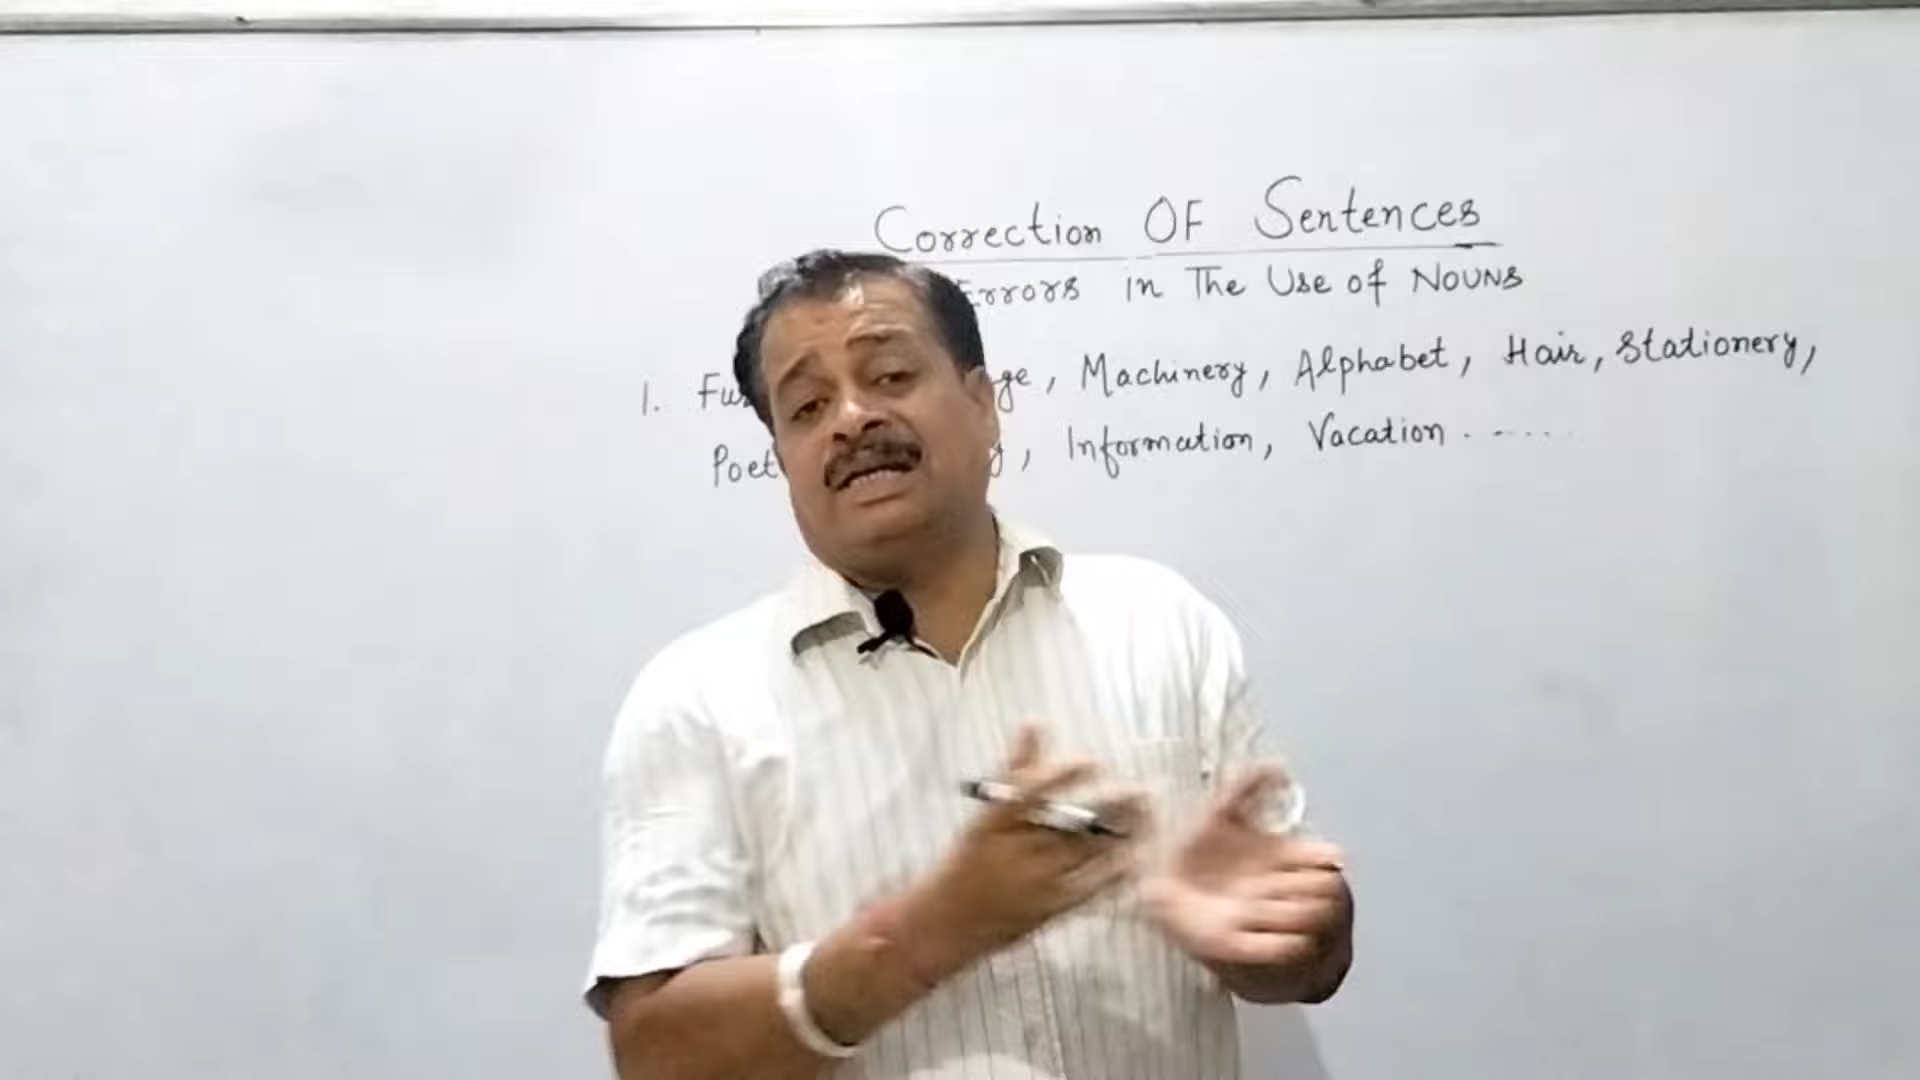 Correction OF Sentences
Errors in The Use of NOUNS
1. Fu ge, Machinery, Alphabet, Hair, Stationery,
Poet y, Information, Vacation.......